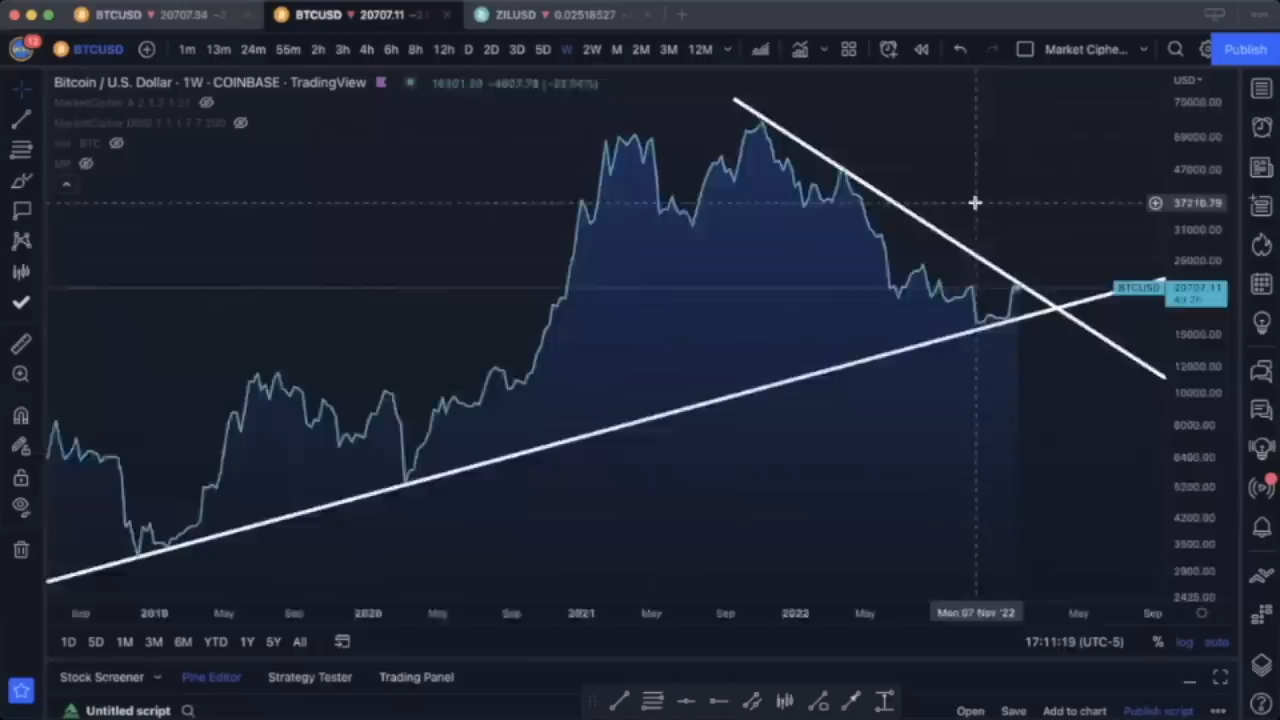 BTCUSD ▼ 20707.34
BTCUSD ▼ 20707.11
ZILUSD ▼ 0.02518527
12
BTCUSD
1m 13m 24m 55m 2h 3h 4h 6h 8h 12h D 2D 3D 5D W 2W M 2M 3M 12M
Market Ciphe...
Publish
Bitcoin / U.S. Dollar · 1W · COINBASE · TradingView
USD
BTC
59000.00
47000.00
37218.79
31000.00
BTCUSD 20707.11
15000.00
12000.00
10000.00
8000.00
6400.00
5200.00
4200.00
3500.00
2900.00
2425.00
Sep 2019 May Sep 2020 May Sep 2021 May Sep 2022 May Mon 07 Nov '22 May Sep
1D 5D 1M 3M 6M YTD 1Y 5Y All
17:11:19 (UTC-5) % log auto
Stock Screener Pine Editor Strategy Tester Trading Panel
Untitled script
Open Save Add to chart Publish script